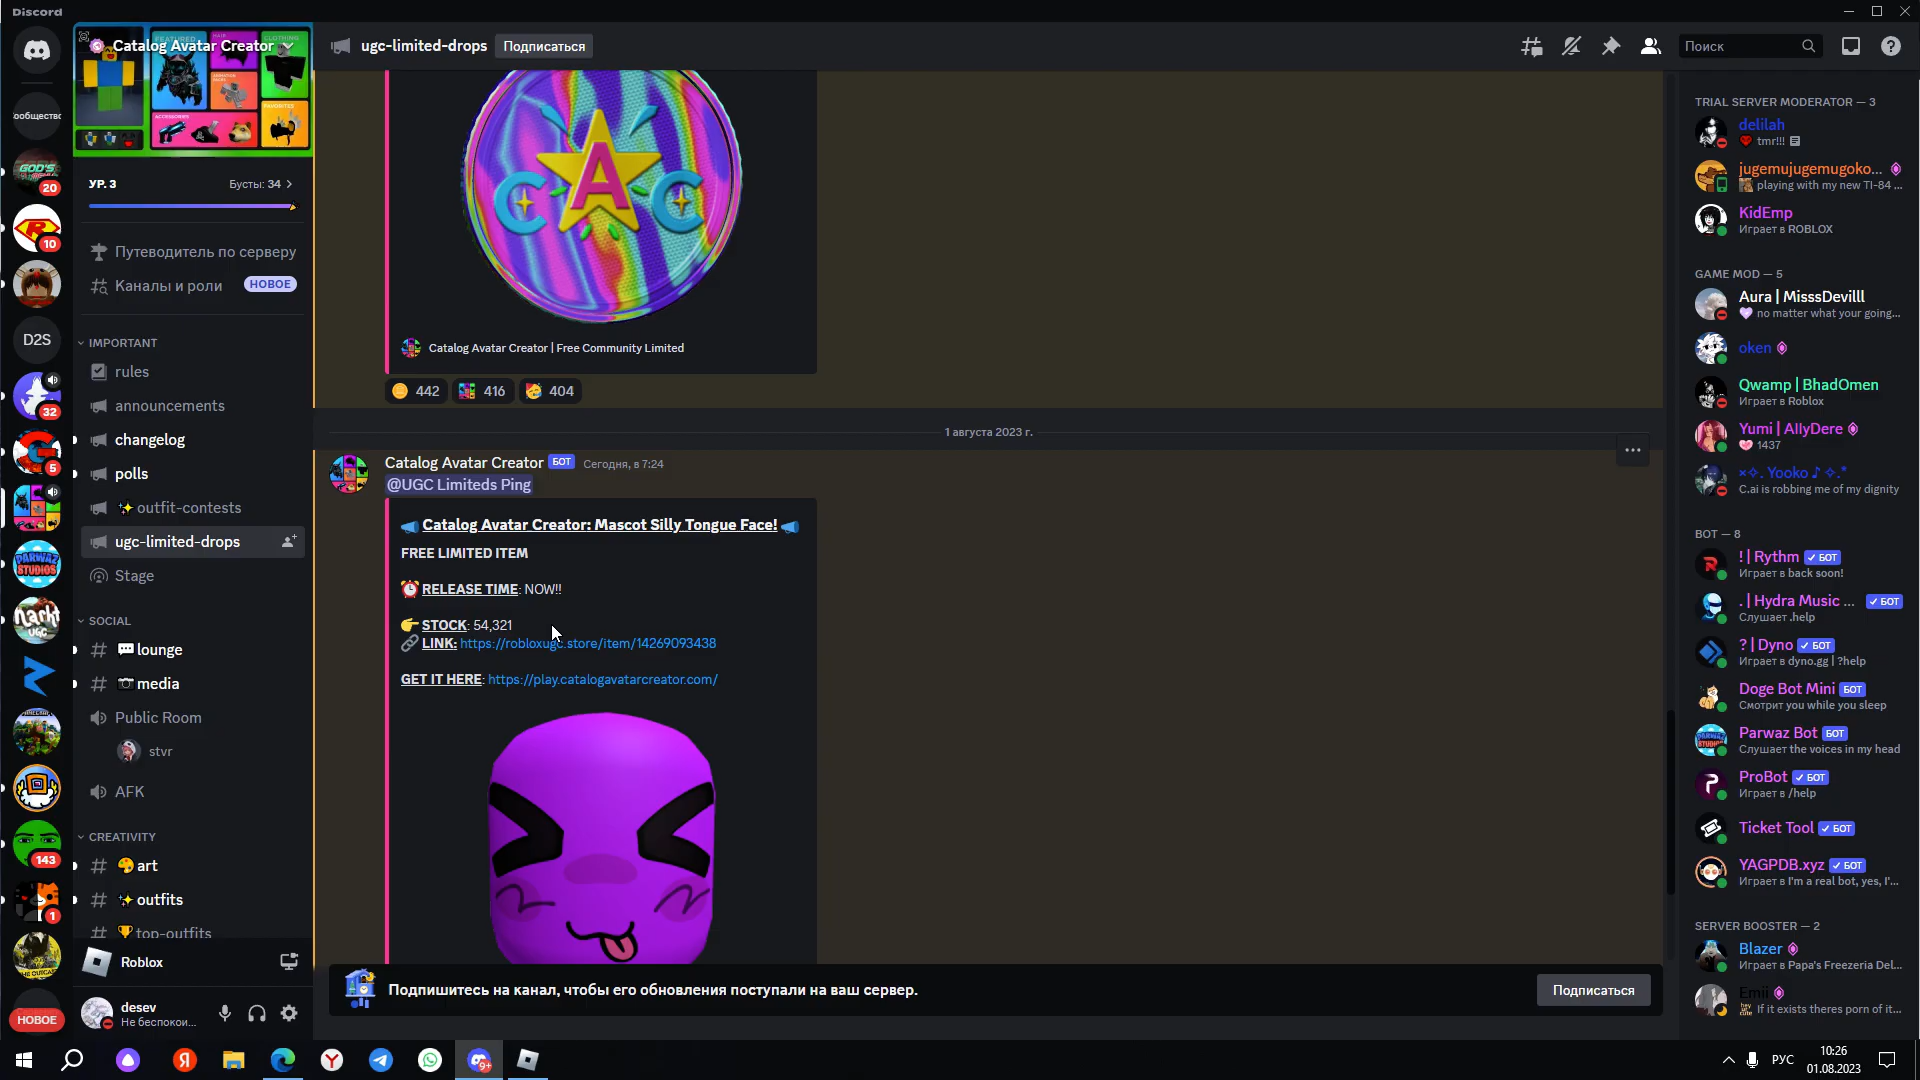 Discord
Catalog Avatar Creator
УР. 3
Бусты: 34
Путеводитель по серверу
Каналы и роли
НОВОЕ
IMPORTANT
rules
announcements
changelog
polls
outfit-contests
ugc-limited-drops
Stage
SOCIAL
lounge
media
Public Room
stvr
AFK
CREATIVITY
art
outfits
top-outfits
Roblox
desev
Не беспокои...
20
10
D2S
32
5
143
1
НОВОЕ
ugc-limited-drops
Подписаться
Поиск
CAC
Catalog Avatar Creator | Free Community Limited
442
416
404
1 августа 2023 г.
Catalog Avatar Creator БОТ Сегодня, в 7:24
@UGC Limiteds Ping
Catalog Avatar Creator: Mascot Silly Tongue Face!
FREE LIMITED ITEM
RELEASE TIME: NOW!!
STOCK: 54,321
LINK: https://robloxugc.store/item/14269093438
GET IT HERE: https://play.catalogavatarcreator.com/
Подпишитесь на канал, чтобы его обновления поступали на ваш сервер.
Подписаться
TRIAL SERVER MODERATOR — 3
delilah
tmr!!!
jugemujugemugoko...
playing with my new TI-84 ...
KidEmp
Играет в ROBLOX
GAME MOD — 5
Aura | MisssDevilll
no matter what your going...
oken
Qwamp | BhadOmen
Играет в Roblox
Yumi | AllyDere
1437
×✧. Yooko ♪ ✧.*
C.ai is robbing me of my dignity
BOT — 8
! | Rythm БОТ
Играет в back soon!
. | Hydra Music ... БОТ
Слушает .help
? | Dyno БОТ
Играет в dyno.gg | ?help
Doge Bot Mini БОТ
Смотрит you while you sleep
Parwaz Bot БОТ
Слушает the voices in my head
ProBot БОТ
Играет в /help
Ticket Tool БОТ
YAGPDB.xyz БОТ
Играет в I'm a real bot, yes, I'...
SERVER BOOSTER — 2
Blazer
Играет в Papa's Freezeria Del...
Emii
If it exists theres porn of it...
9+
РУС
10:26
01.08.2023